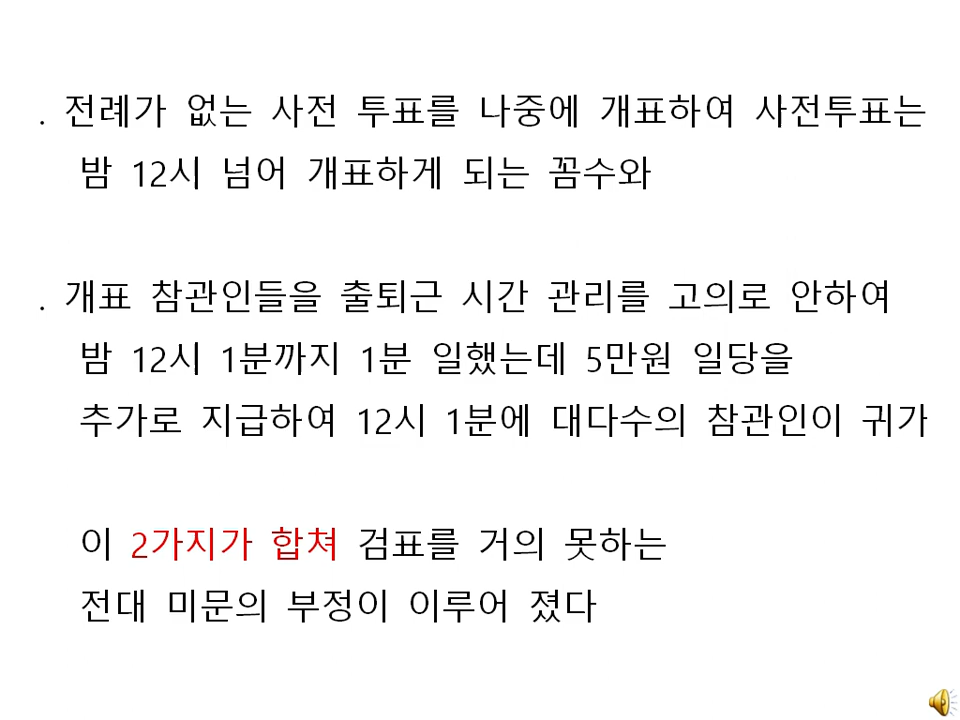 . 전례가 없는 사전 투표를 나중에 개표하여 사전투표는
밤 12시 넘어 개표하게 되는 꼼수와
. 개표 참관인들을 출퇴근 시간 관리를 고의로 안하여
밤 12시 1분까지 1분 일했는데 5만원 일당을
추가로 지급하여 12시 1분에 대다수의 참관인이 귀가
이 2가지가 합쳐 검표를 거의 못하는
전대 미문의 부정이 이루어 졌다